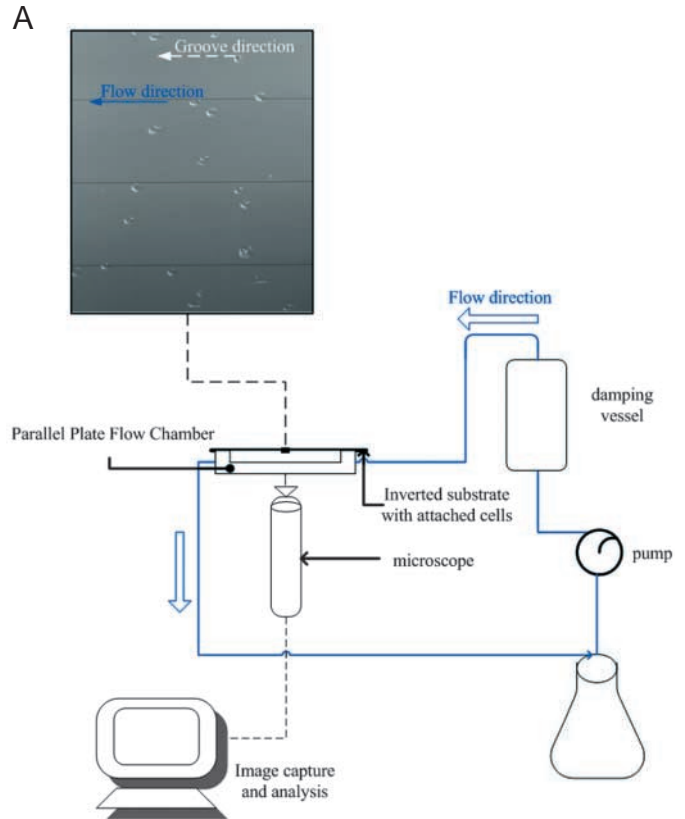 A
Groove direction
Flow direction
Flow direction
damping
vessel
Parallel Plate Flow Chamber
Inverted substrate
with attached cells
microscope
pump
Image capture
and analysis